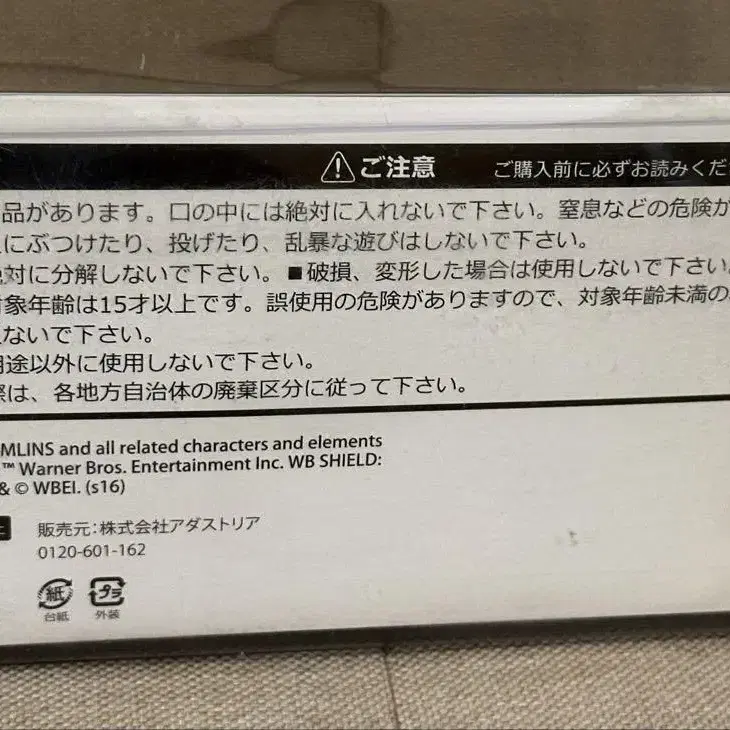 ご注意 ご購入前に必ずお読みくだ
品があります。口の中には絶対に入れないで下さい。窒息などの危険が
にぶつけたり、投げたり、乱暴な遊びはしないで下さい。
対に分解しないで下さい。■破損、変形した場合は使用しないで下さい。
象年齢は15才以上です。誤使用の危険がありますので、対象年齢未満の
ないで下さい。
用途以外に使用しないで下さい。
際は、各地方自治体の廃棄区分に従って下さい。
MLINS and all related characters and elements
™ Warner Bros. Entertainment Inc. WB SHIELD:
& © WBEI. (s16)
販売元:株式会社アダストリア
0120-601-162
紙 プラ
台紙 外装